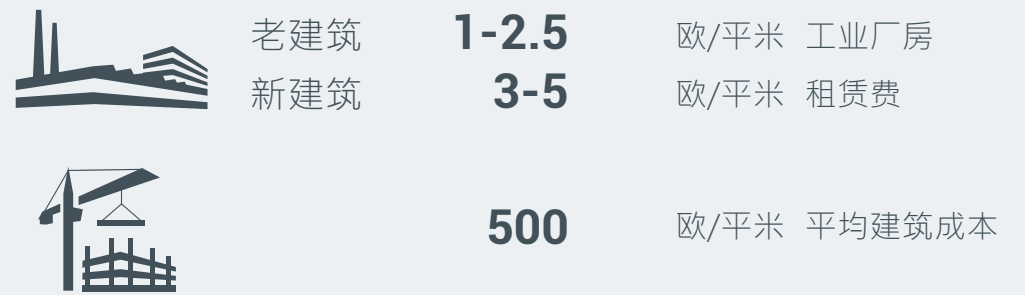 老建筑 1-2.5 欧/平米 工业厂房
新建筑 3-5 欧/平米 租赁费
500 欧/平米 平均建筑成本